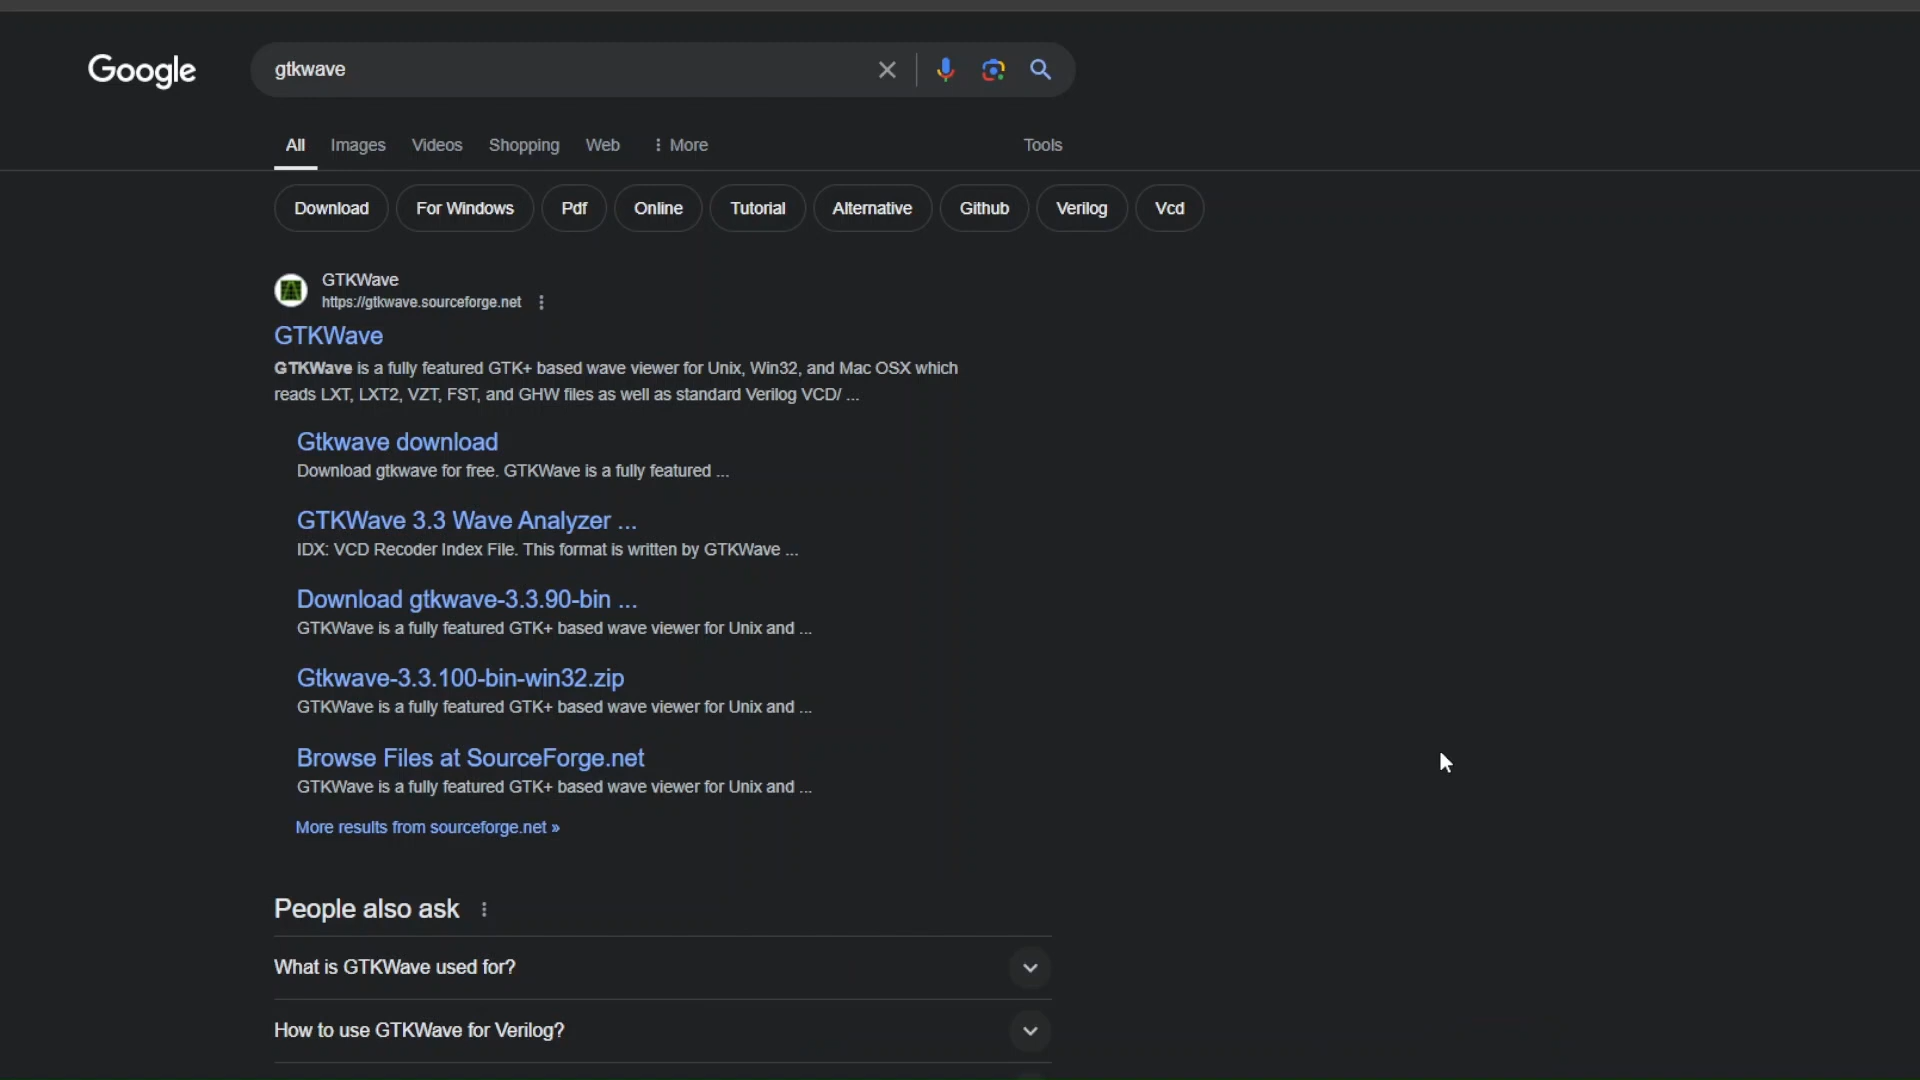 Google
gtkwave
All Images Videos Shopping Web More Tools
Download For Windows Pdf Online Tutorial Alternative Github Verilog Vcd
GTKWave
https://gtkwave.sourceforge.net
GTKWave
GTKWave is a fully featured GTK+ based wave viewer for Unix, Win32, and Mac OSX which
reads LXT, LXT2, VZT, FST, and GHW files as well as standard Verilog VCD/ ...
Gtkwave download
Download gtkwave for free. GTKWave is a fully featured ...
GTKWave 3.3 Wave Analyzer ...
IDX: VCD Recoder Index File. This format is written by GTKWave ...
Download gtkwave-3.3.90-bin ...
GTKWave is a fully featured GTK+ based wave viewer for Unix and ...
Gtkwave-3.3.100-bin-win32.zip
GTKWave is a fully featured GTK+ based wave viewer for Unix and ...
Browse Files at SourceForge.net
GTKWave is a fully featured GTK+ based wave viewer for Unix and ...
More results from sourceforge.net »
People also ask
What is GTKWave used for?
How to use GTKWave for Verilog?